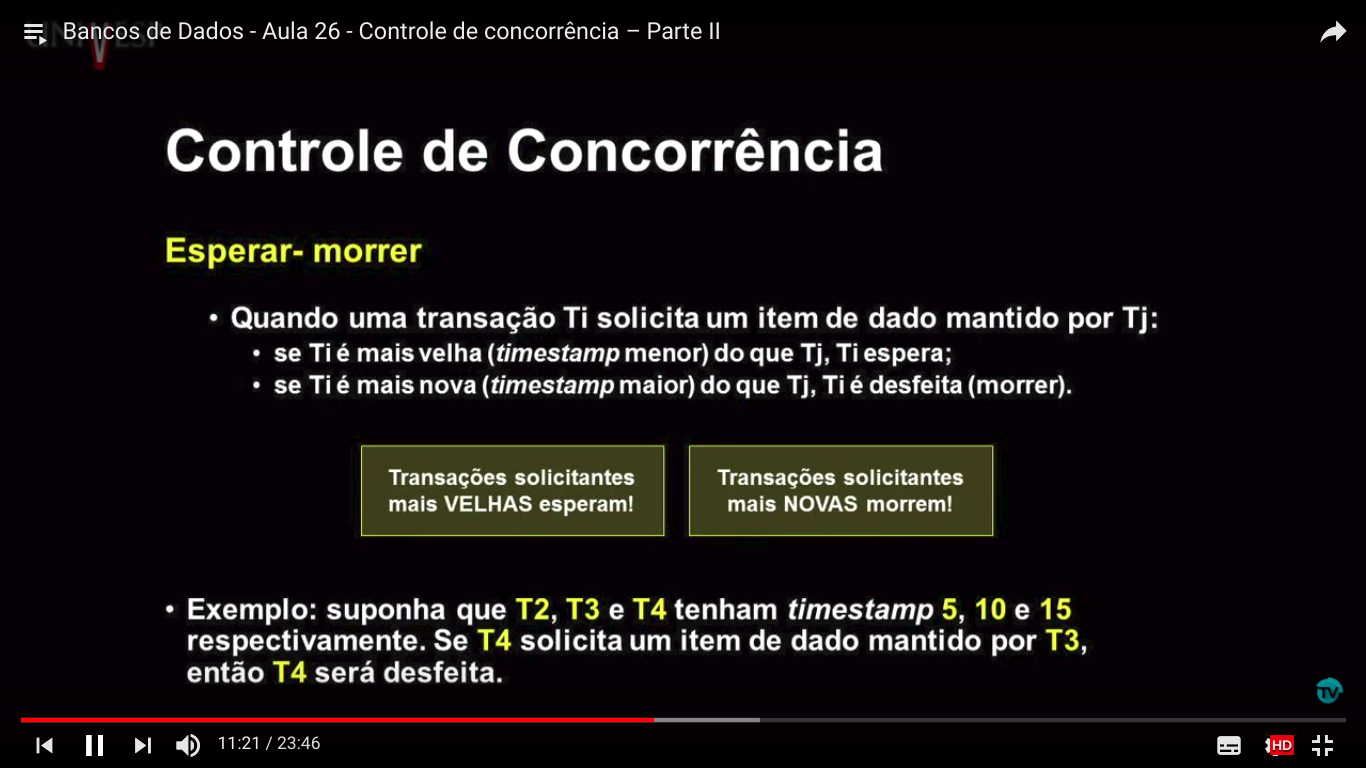 Bancos de Dados - Aula 26 - Controle de concorrência – Parte II
Controle de Concorrência
Esperar- morrer
• Quando uma transação Ti solicita um item de dado mantido por Tj:
• se Ti é mais velha (timestamp menor) do que Tj, Ti espera;
• se Ti é mais nova (timestamp maior) do que Tj, Ti é desfeita (morrer).
Transações solicitantes
mais VELHAS esperam!
Transações solicitantes
mais NOVAS morrem!
• Exemplo: suponha que T2, T3 e T4 tenham timestamp 5, 10 e 15
respectivamente. Se T4 solicita um item de dado mantido por T3,
então T4 será desfeita.
TV
11:21 / 23:46
HD